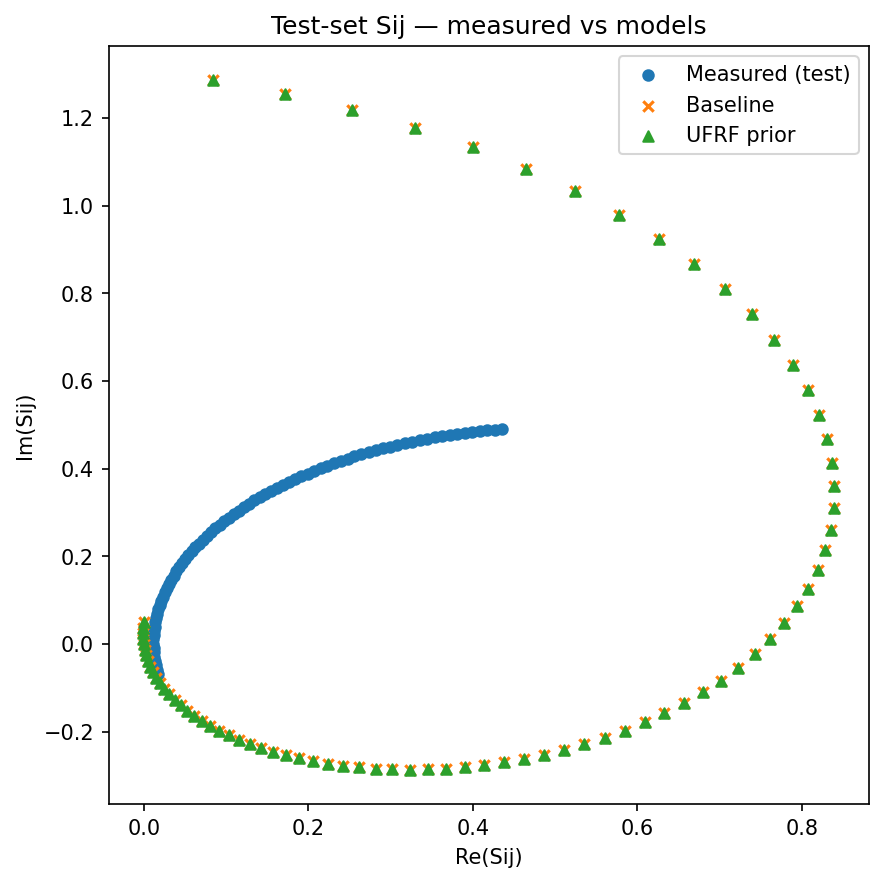 Test-set Sij — measured vs models
Measured (test)
Baseline
UFRF prior
Im(Sij)
1.2
1.0
0.8
0.6
0.4
0.2
0.0
−0.2
0.0 0.2 0.4 0.6 0.8
Re(Sij)